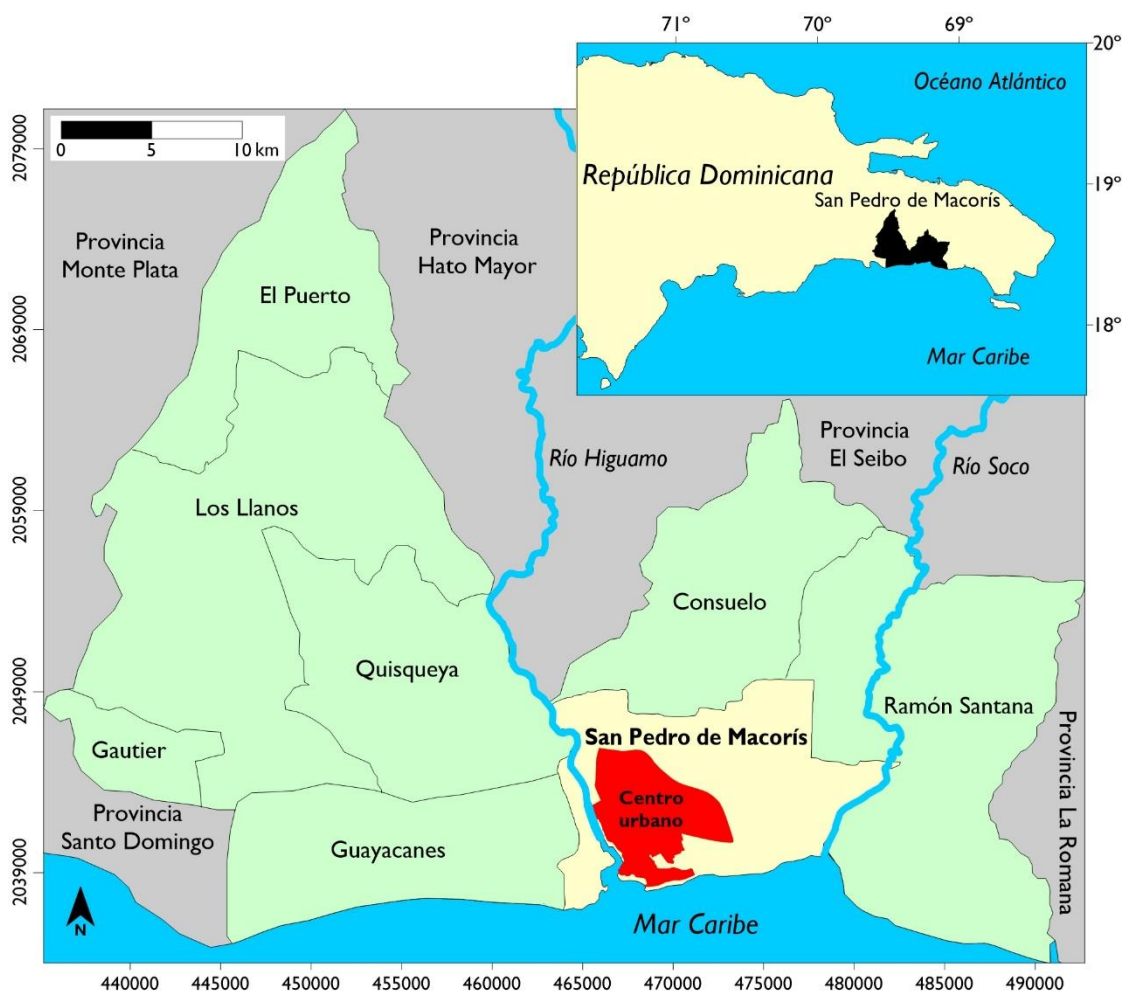 71° 70° 69°
20°
Océano Atlántico
0 5 10 km
2079000
República Dominicana
19°
San Pedro de Macorís
Provincia
Monte Plata
Provincia
Hato Mayor
El Puerto
2069000
18°
Mar Caribe
Provincia
El Seibo
Río Higuamo
Río Soco
Los Llanos
2059000
Consuelo
Quisqueya
2049000
Ramón Santana
San Pedro de Macorís
Gautier
Provincia La Romana
Centro
urbano
Provincia
Santo Domingo
Guayacanes
2039000
N
Mar Caribe
440000 445000 450000 455000 460000 465000 470000 475000 480000 485000 490000